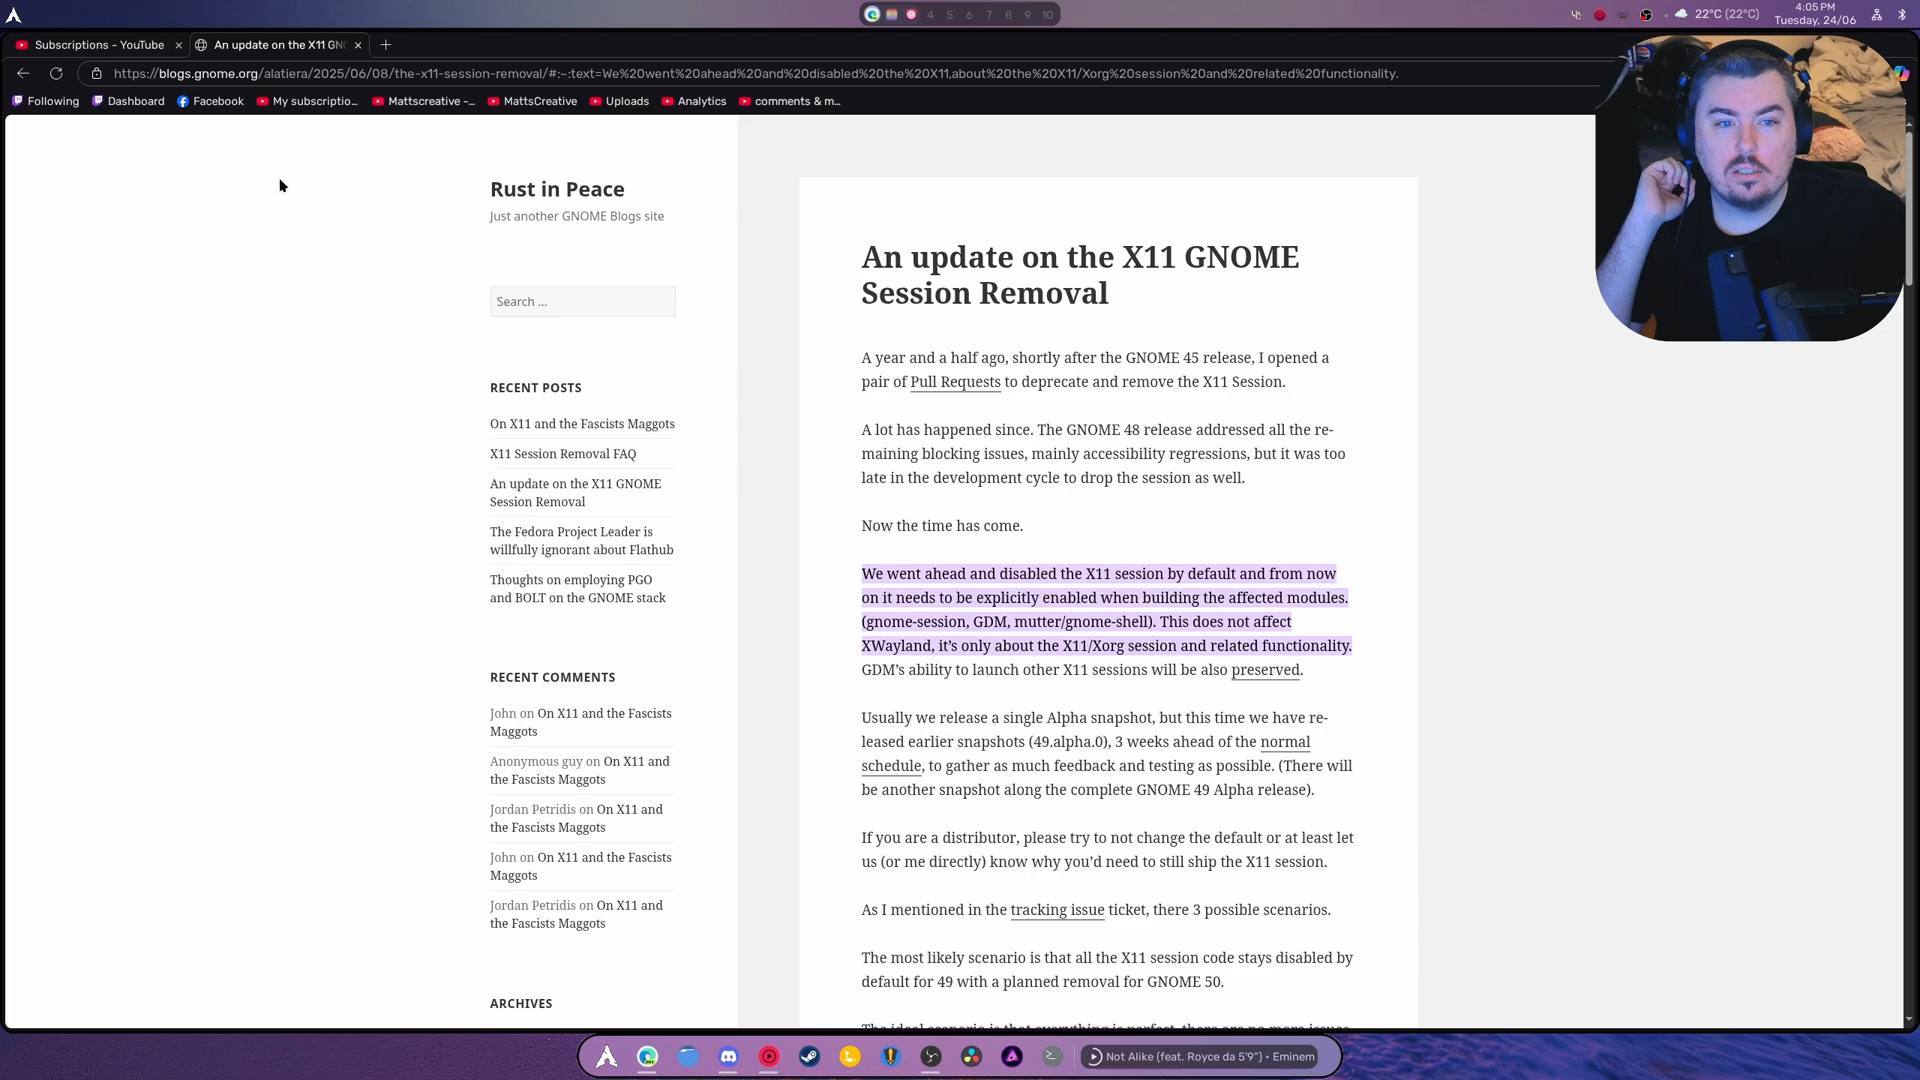 4 5 6 7 8 9 10
22°C (22°C)
4:05 PM
Tuesday, 24/06
Subscriptions - YouTube
An update on the X11 GN
https://blogs.gnome.org/alatiera/2025/06/08/the-x11-session-removal/#:~:text=We%20went%20ahead%20and%20disabled%20the%20X11,about%20the%20X11/Xorg%20session%20and%20related%20functionality.
Following
Dashboard
Facebook
My subscriptio...
Mattscreative -...
MattsCreative
Uploads
Analytics
comments & m...
Rust in Peace
Just another GNOME Blogs site
Search ...
RECENT POSTS
On X11 and the Fascists Maggots
X11 Session Removal FAQ
An update on the X11 GNOME
Session Removal
The Fedora Project Leader is
willfully ignorant about Flathub
Thoughts on employing PGO
and BOLT on the GNOME stack
RECENT COMMENTS
John on On X11 and the Fascists
Maggots
Anonymous guy on On X11 and
the Fascists Maggots
Jordan Petridis on On X11 and
the Fascists Maggots
John on On X11 and the Fascists
Maggots
Jordan Petridis on On X11 and
the Fascists Maggots
ARCHIVES
An update on the X11 GNOME
Session Removal
A year and a half ago, shortly after the GNOME 45 release, I opened a
pair of Pull Requests to deprecate and remove the X11 Session.
A lot has happened since. The GNOME 48 release addressed all the re-
maining blocking issues, mainly accessibility regressions, but it was too
late in the development cycle to drop the session as well.
Now the time has come.
We went ahead and disabled the X11 session by default and from now
on it needs to be explicitly enabled when building the affected modules.
(gnome-session, GDM, mutter/gnome-shell). This does not affect
XWayland, it's only about the X11/Xorg session and related functionality.
GDM's ability to launch other X11 sessions will be also preserved.
Usually we release a single Alpha snapshot, but this time we have re-
leased earlier snapshots (49.alpha.0), 3 weeks ahead of the normal
schedule, to gather as much feedback and testing as possible. (There will
be another snapshot along the complete GNOME 49 Alpha release).
If you are a distributor, please try to not change the default or at least let
us (or me directly) know why you'd need to still ship the X11 session.
As I mentioned in the tracking issue ticket, there 3 possible scenarios.
The most likely scenario is that all the X11 session code stays disabled by
default for 49 with a planned removal for GNOME 50.
The ideal scenario is that everything is perfect, there are no more issues
Not Alike (feat. Royce da 5'9") • Eminem